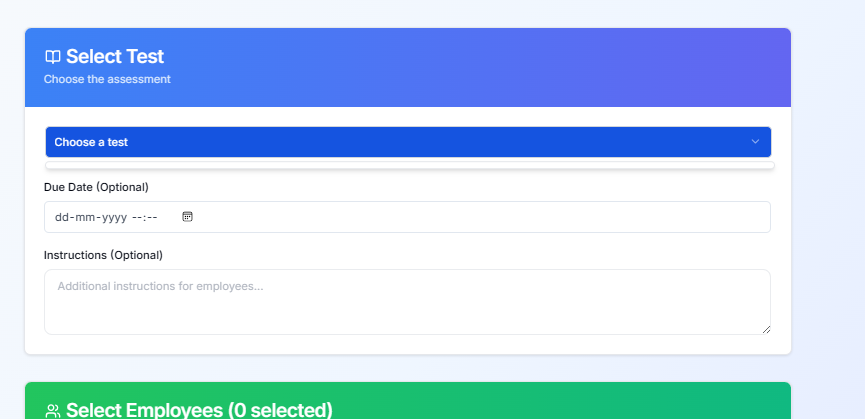 Select Test
Choose the assessment
Choose a test
Due Date (Optional)
dd-mm-yyyy --:--
Instructions (Optional)
Additional instructions for employees...
Select Employees (0 selected)